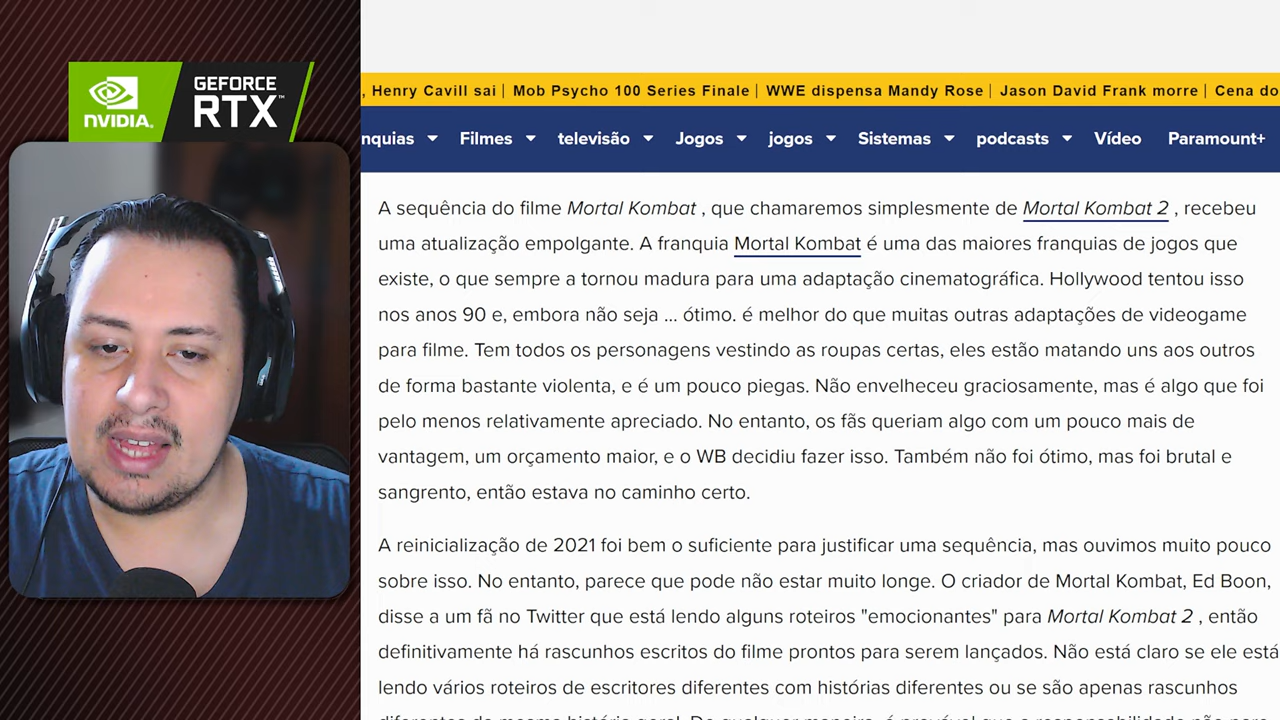 NVIDIA.
GEFORCE
RTX™
, Henry Cavill sai | Mob Psycho 100 Series Finale | WWE dispensa Mandy Rose | Jason David Frank morre | Cena do
nquias Filmes televisão Jogos jogos Sistemas podcasts Vídeo Paramount+
A sequência do filme Mortal Kombat , que chamaremos simplesmente de Mortal Kombat 2 , recebeu
uma atualização empolgante. A franquia Mortal Kombat é uma das maiores franquias de jogos que
existe, o que sempre a tornou madura para uma adaptação cinematográfica. Hollywood tentou isso
nos anos 90 e, embora não seja ... ótimo. é melhor do que muitas outras adaptações de videogame
para filme. Tem todos os personagens vestindo as roupas certas, eles estão matando uns aos outros
de forma bastante violenta, e é um pouco piegas. Não envelheceu graciosamente, mas é algo que foi
pelo menos relativamente apreciado. No entanto, os fãs queriam algo com um pouco mais de
vantagem, um orçamento maior, e o WB decidiu fazer isso. Também não foi ótimo, mas foi brutal e
sangrento, então estava no caminho certo.
A reinicialização de 2021 foi bem o suficiente para justificar uma sequência, mas ouvimos muito pouco
sobre isso. No entanto, parece que pode não estar muito longe. O criador de Mortal Kombat, Ed Boon,
disse a um fã no Twitter que está lendo alguns roteiros "emocionantes" para Mortal Kombat 2 , então
definitivamente há rascunhos escritos do filme prontos para serem lançados. Não está claro se ele está
lendo vários roteiros de escritores diferentes com histórias diferentes ou se são apenas rascunhos